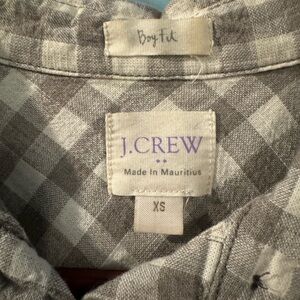 Boy Fit
J.CREW
Made In Mauritius
XS